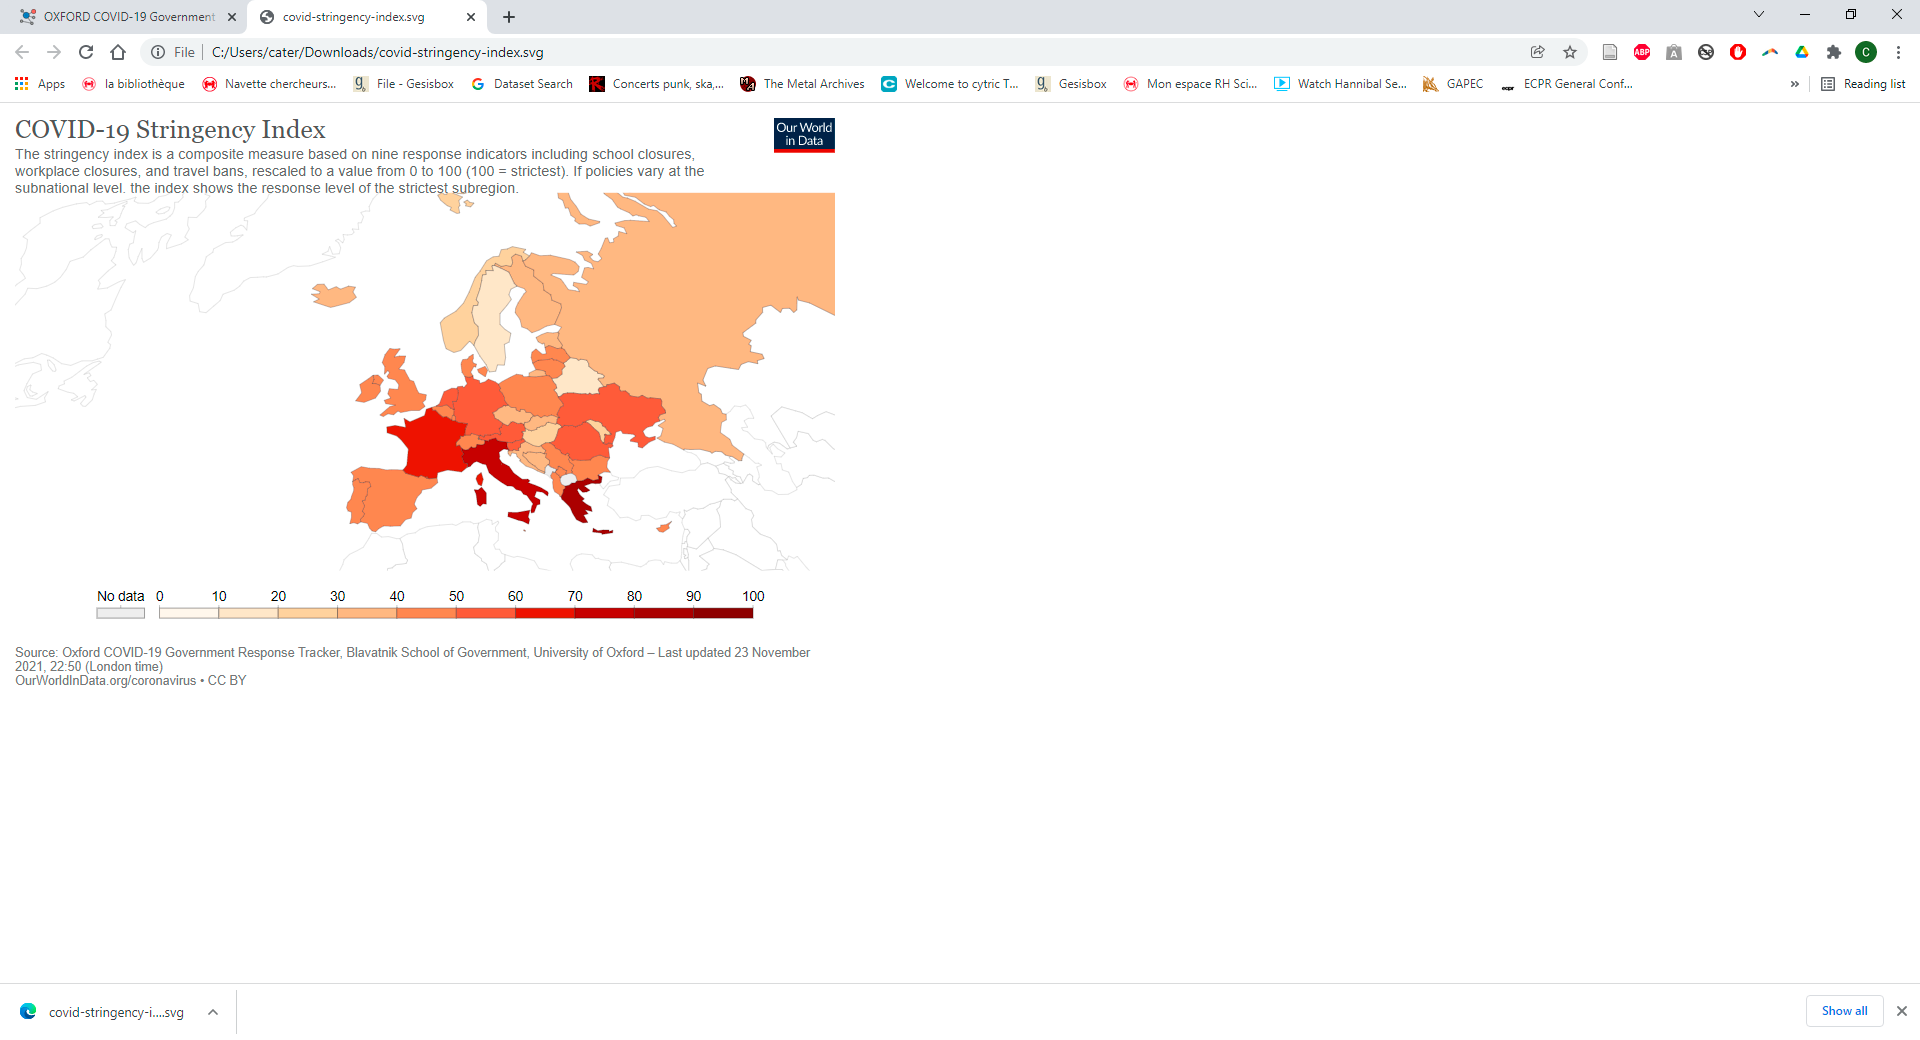 OXFORD COVID-19 Government
covid-stringency-index.svg
File
C:/Users/cater/Downloads/covid-stringency-index.svg
ABP
C
Apps
la bibliothèque
Navette chercheurs...
File - Gesisbox
Dataset Search
Concerts punk, ska,...
The Metal Archives
Welcome to cytric T...
Gesisbox
Mon espace RH Sci...
Watch Hannibal Se...
GAPEC
ecpr
ECPR General Conf...
»
Reading list
COVID-19 Stringency Index
Our World
in Data
The stringency index is a composite measure based on nine response indicators including school closures,
workplace closures, and travel bans, rescaled to a value from 0 to 100 (100 = strictest). If policies vary at the
subnational level, the index shows the response level of the strictest subregion.
No data 0 10 20 30 40 50 60 70 80 90 100
Source: Oxford COVID-19 Government Response Tracker, Blavatnik School of Government, University of Oxford – Last updated 23 November
2021, 22:50 (London time)
OurWorldInData.org/coronavirus • CC BY
covid-stringency-i....svg
Show all